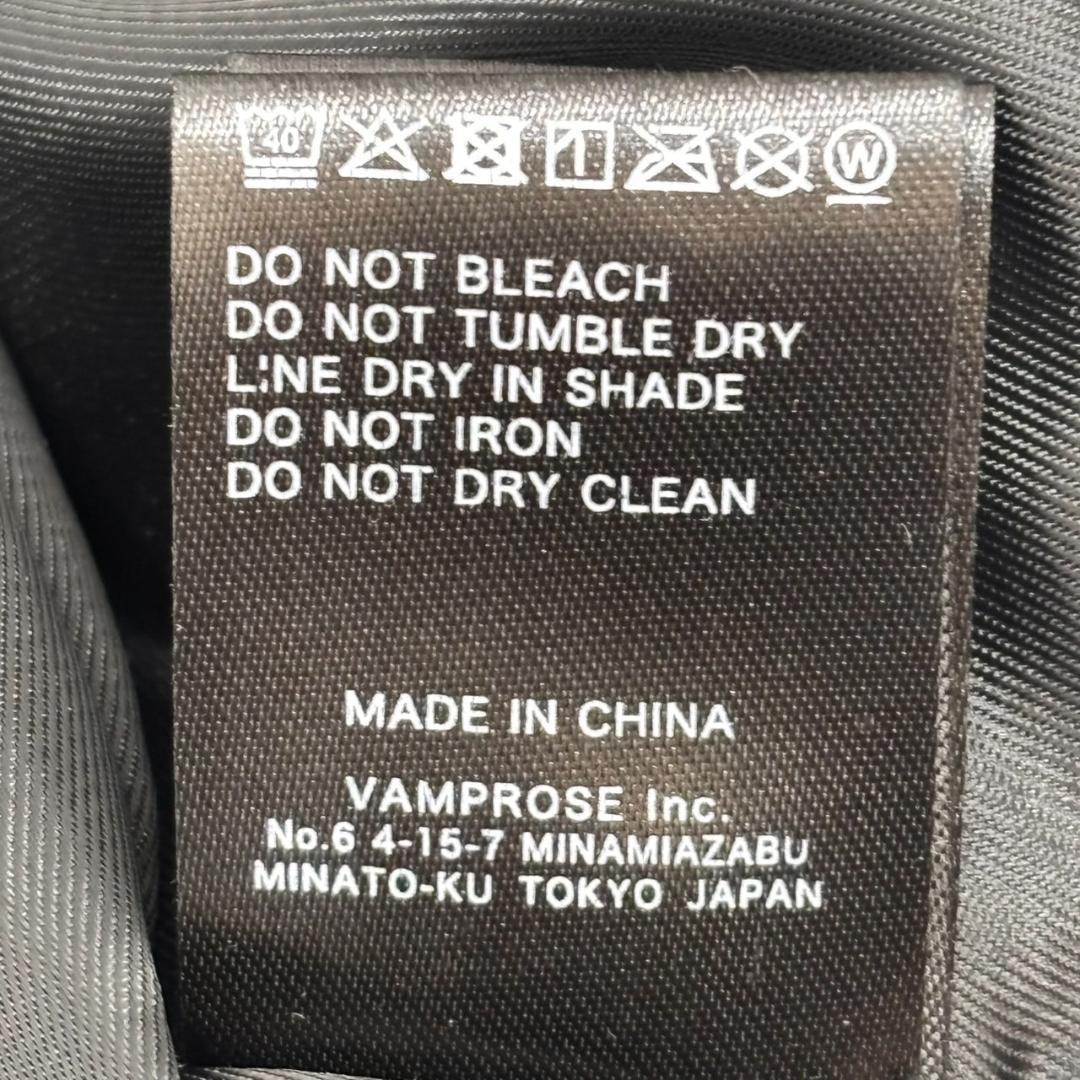 40
W
DO NOT BLEACH
DO NOT TUMBLE DRY
LINE DRY IN SHADE
DO NOT IRON
DO NOT DRY CLEAN
MADE IN CHINA
VAMPROSE Inc.
No.6 4-15-7 MINAMIAZABU
MINATO-KU TOKYO JAPAN